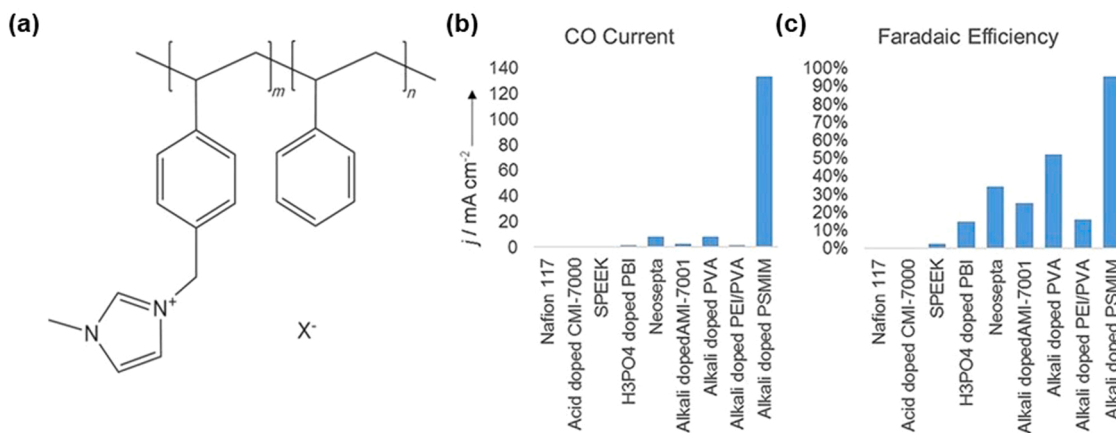 (a)
m
n
N
N+
X-
(b)
CO Current
j / mA cm-2
140
120
100
80
60
40
20
0
Nafion 117
Acid doped CMI-7000
SPEEK
H3PO4 doped PBI
Neosepta
Alkali dopedAMI-7001
Alkali doped PVA
Alkali doped PEI/PVA
Alkali doped PSMIM
(c)
Faradaic Efficiency
100%
90%
80%
70%
60%
50%
40%
30%
20%
10%
0%
Nafion 117
Acid doped CMI-7000
SPEEK
H3PO4 doped PBI
Neosepta
Alkali dopedAMI-7001
Alkali doped PVA
Alkali doped PEI/PVA
Alkali doped PSMIM